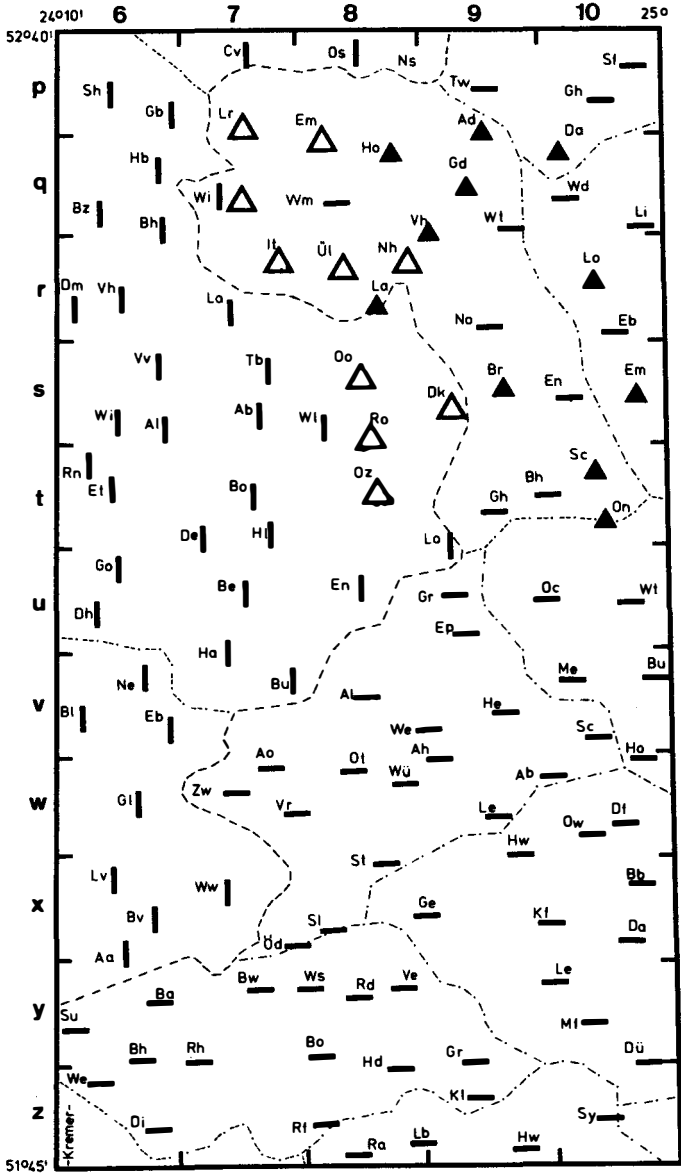 6 7 8 9 10
24°10' 25°
52°40'
Cv Os Ns Sf
p
Sh Tw Gh
Gb Lr Em Ad Da
Ho
Hb Gd
q
Wi Wm Wd
Bz Bh Vh Wt Li
It Ül Nh Lo
r
Dm Vh La La
No Eb
Vv Tb Oo Br Em
s
Dk En
Wi Al Ab Wl Ro
Rn Oz Sc
Et Bo Bh
t
Gh On
De Hl Lo
Go
Be En Gr Oc Wt
u
Dh Ep
Ha
Ne Bu Me Bu
v
Al He
Bl Eb We Sc
Ao Ot Ah Ho
Wü Ab
w
Zw
Gl Vr Le Ow Df
Hw
St
Lv Ww Bb
x
Bv Sl Ge Kf Da
Od
Aa
Bw Ws Rd Ve Le
y
Ba
Su Mf
Bh Rh Bo Gr Dü
Hd
We Kl
z
Di Rf Sy
-Kremer-
Ra Lb Hw
51°45'